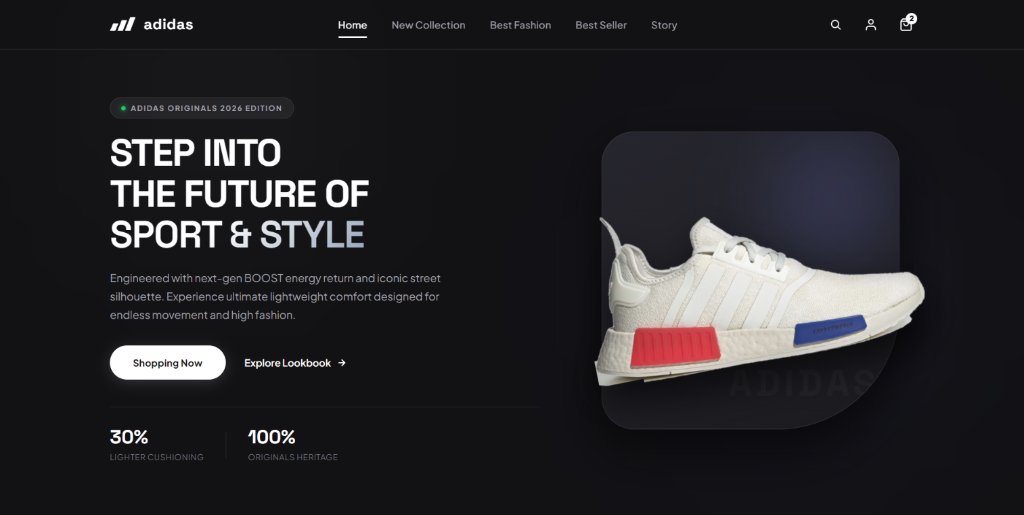 adidas
Home
New Collection
Best Fashion
Best Seller
Story
2
ADIDAS ORIGINALS 2026 EDITION
STEP INTO
THE FUTURE OF
SPORT & STYLE
Engineered with next-gen BOOST energy return and iconic street
silhouette. Experience ultimate lightweight comfort designed for
endless movement and high fashion.
Shopping Now
Explore Lookbook →
30%
LIGHTER CUSHIONING
100%
ORIGINALS HERITAGE
ADIDAS